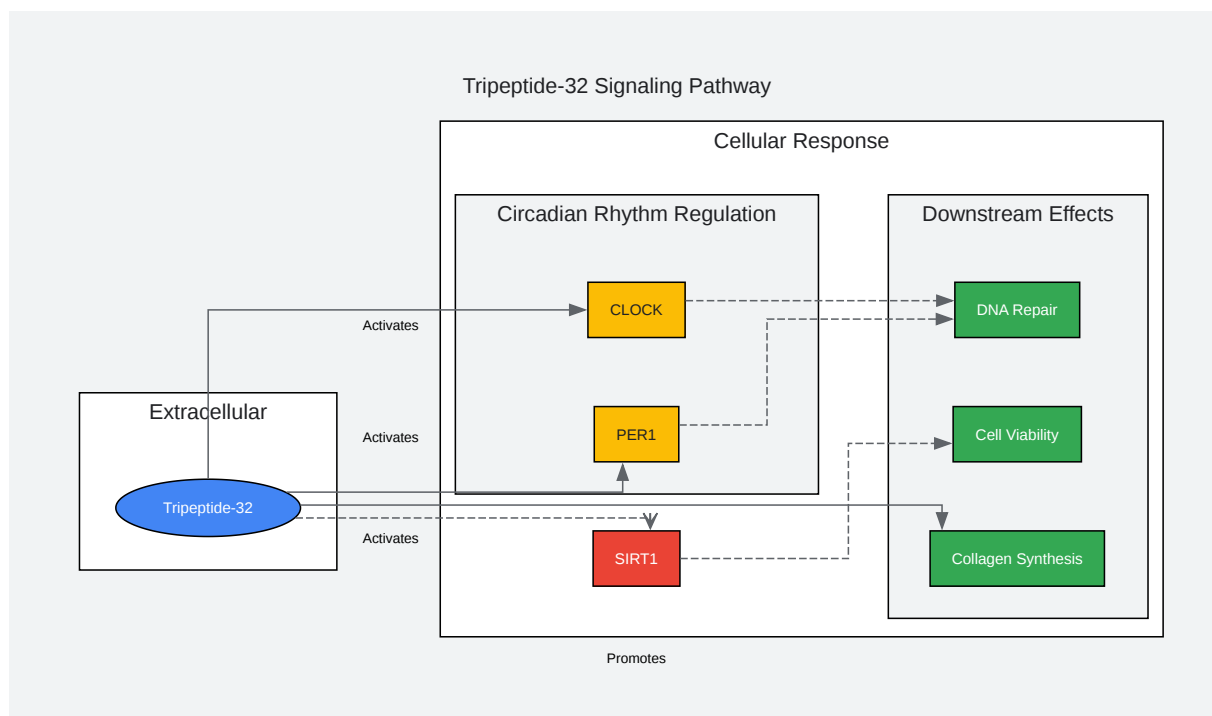 Tripeptide-32 Signaling Pathway
Cellular Response
Circadian Rhythm Regulation
Downstream Effects
CLOCK
DNA Repair
Activates
Extracellular
PER1
Cell Viability
Activates
Tripeptide-32
Activates
SIRT1
Collagen Synthesis
Promotes